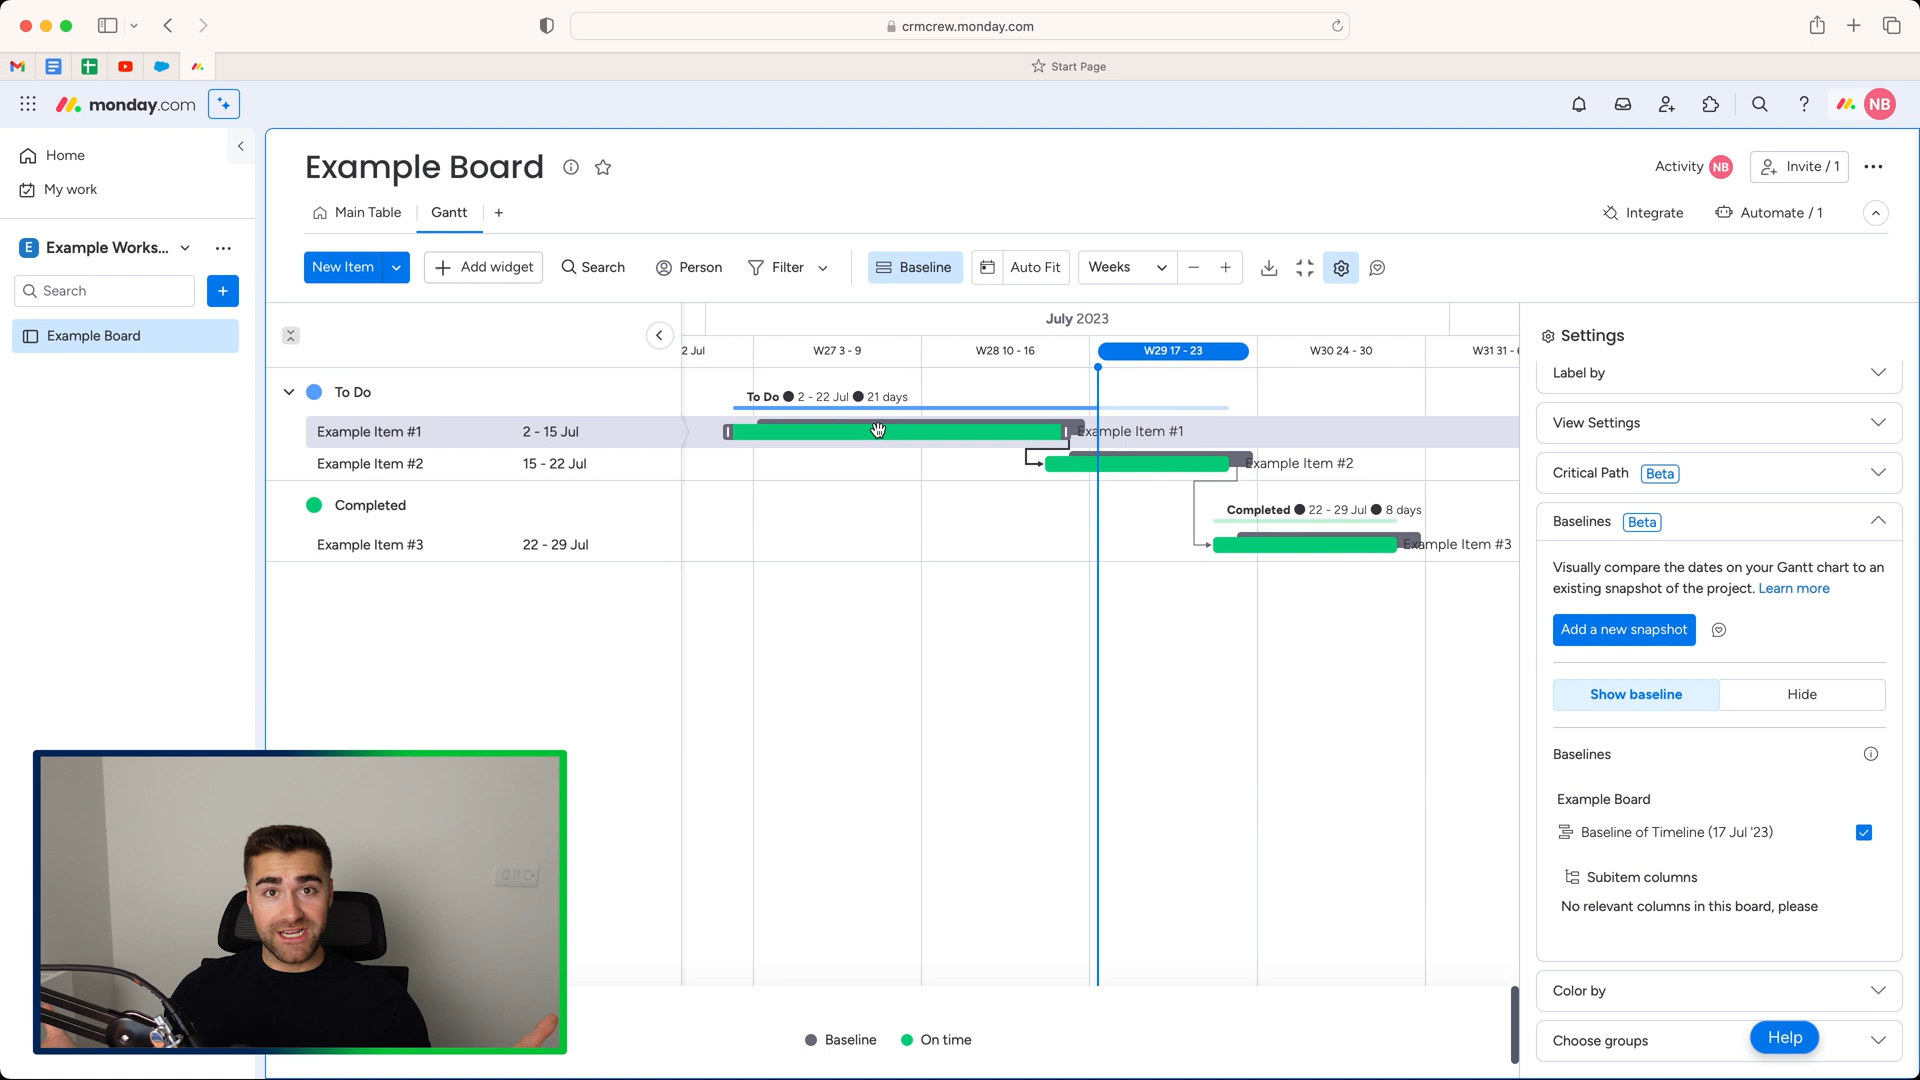 crmcrew.monday.com
Start Page
monday.com
NB
Home
My work
E Example Works...
Search
Example Board
Example Board
Activity NB
Invite / 1
Main Table
Gantt
Integrate
Automate / 1
New Item
Add widget
Search
Person
Filter
Baseline
Auto Fit
Weeks
July 2023
2 Jul
W27 3 - 9
W28 10 - 16
W29 17 - 23
W30 24 - 30
W31 31 -
To Do
To Do ● 2 - 22 Jul ● 21 days
Example Item #1
2 - 15 Jul
Example Item #1
Example Item #2
15 - 22 Jul
Example Item #2
Completed
Completed ● 22 - 29 Jul ● 8 days
Example Item #3
22 - 29 Jul
Example Item #3
Baseline
On time
Settings
Label by
View Settings
Critical Path Beta
Baselines Beta
Visually compare the dates on your Gantt chart to an
existing snapshot of the project. Learn more
Add a new snapshot
Show baseline
Hide
Baselines
Example Board
Baseline of Timeline (17 Jul '23)
Subitem columns
No relevant columns in this board, please
Color by
Choose groups
Help